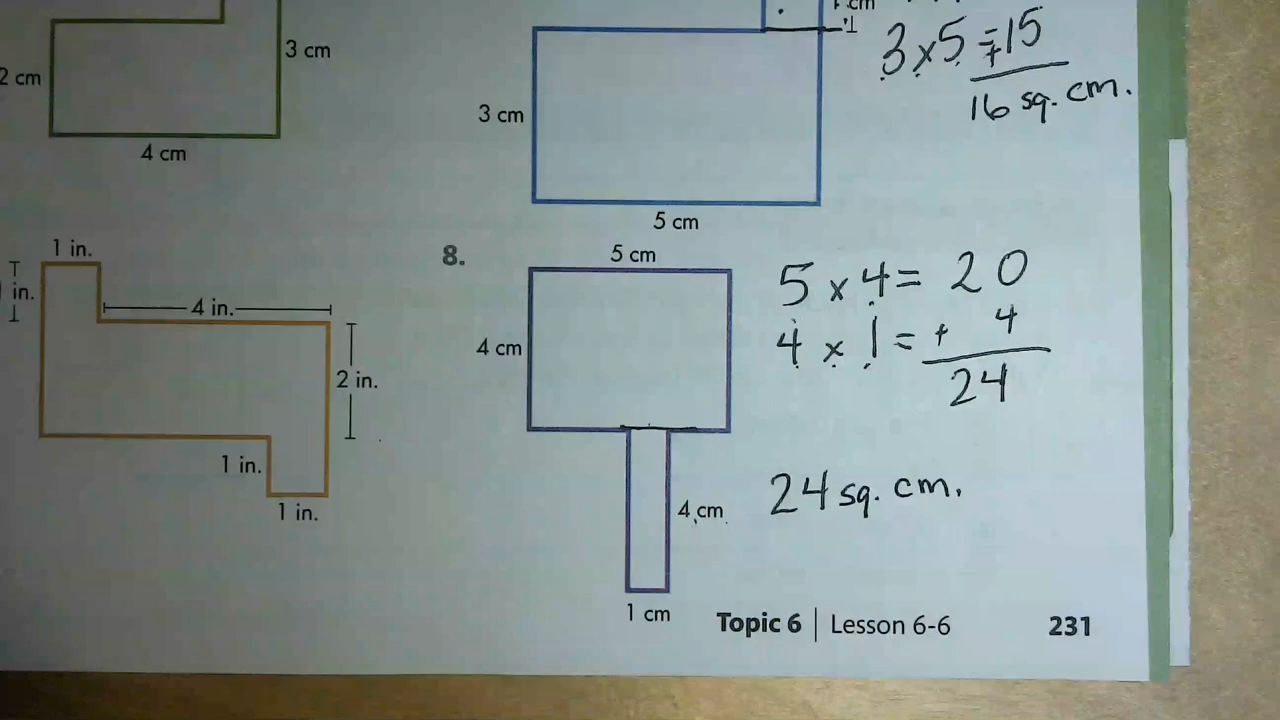 3 cm
2 cm
4 cm
cm
3 cm
5 cm
3 x 5 = 15
+
16 sq. cm.
1 in.
in.
4 in.
2 in.
1 in.
1 in.
8.
5 cm
4 cm
4 cm
1 cm
5 x 4 = 20
4 x 1 = + 4
24
24 sq. cm.
Topic 6 | Lesson 6-6 231